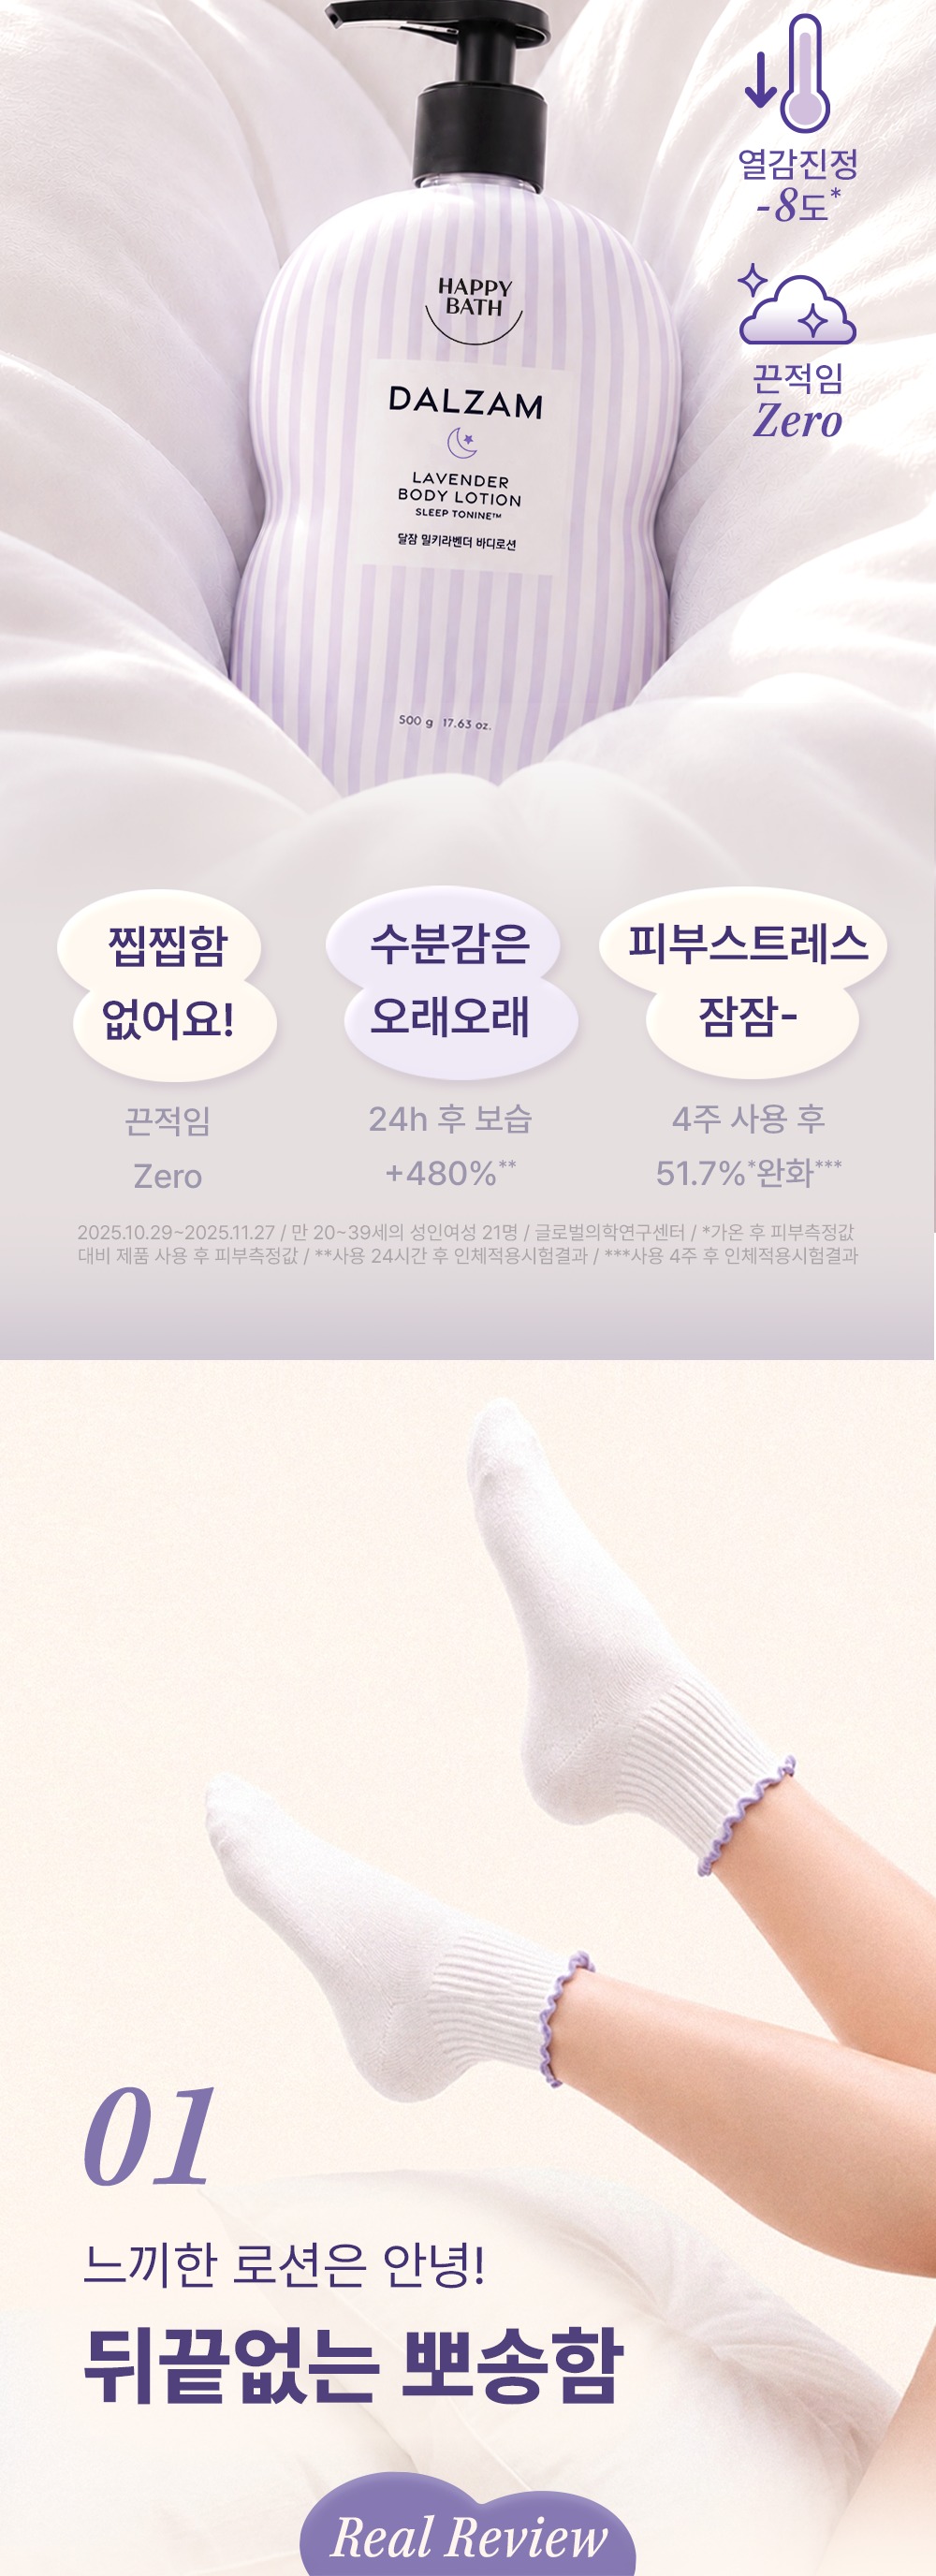 열감진정
-8도*
끈적임
Zero
HAPPY
BATH
DALZAM
LAVENDER
BODY LOTION
SLEEP TONINE™
달잠 밀키라벤더 바디로션
500 g 17.63 oz.
찝찝함
없어요!
끈적임
Zero
수분감은
오래오래
24h 후 보습
+480%**
피부스트레스
잠잠-
4주 사용 후
51.7%*완화***
2025.10.29~2025.11.27 / 만 20~39세의 성인여성 21명 / 글로벌의학연구센터 / *가온 후 피부측정값
대비 제품 사용 후 피부측정값 / **사용 24시간 후 인체적용시험결과 / ***사용 4주 후 인체적용시험결과
01
느끼한 로션은 안녕!
뒤끝없는 뽀송함
Real Review